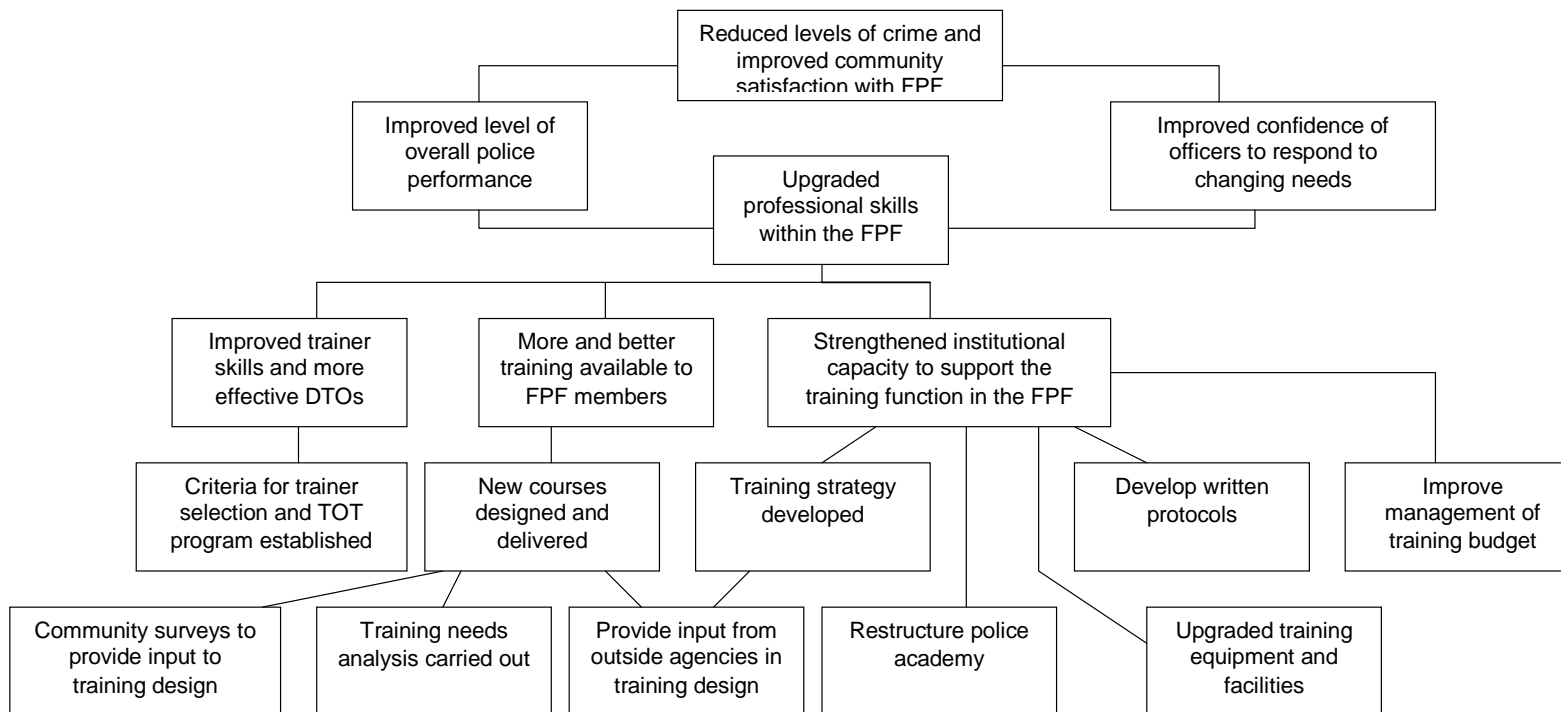 Reduced levels of crime and
improved community
satisfaction with FPF
Improved level of
overall police
performance
Improved confidence of
officers to respond to
changing needs
Upgraded
professional skills
within the FPF
Improved trainer
skills and more
effective DTOs
More and better
training available to
FPF members
Strengthened institutional
capacity to support the
training function in the FPF
Criteria for trainer
selection and TOT
program established
New courses
designed and
delivered
Training strategy
developed
Develop written
protocols
Improve
management of
training budget
Community surveys to
provide input to
training design
Training needs
analysis carried out
Provide input from
outside agencies in
training design
Restructure police
academy
Upgraded training
equipment and
facilities